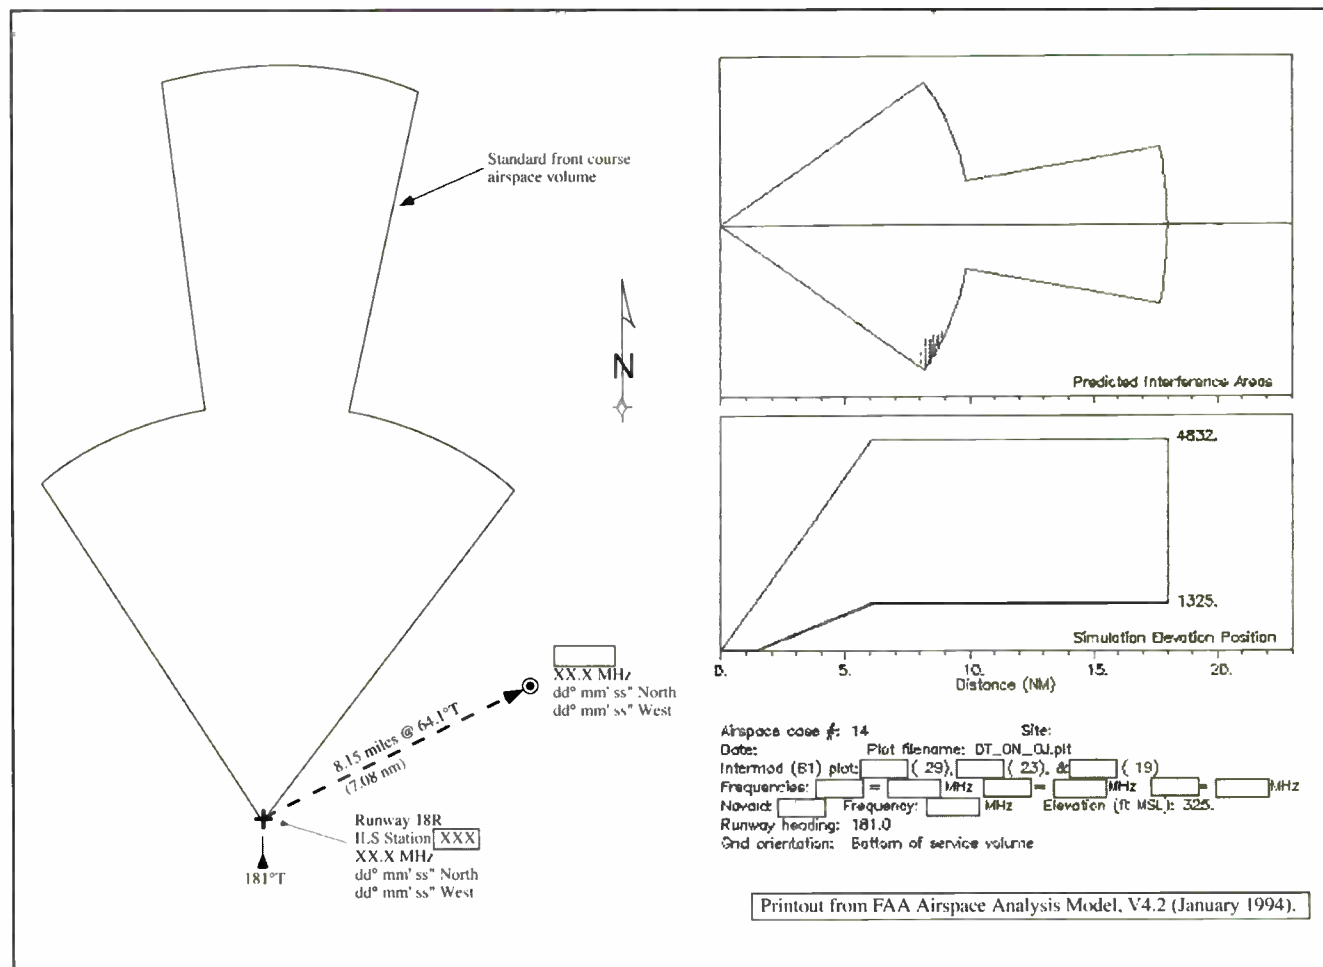 Standard front course
airspace volume
N
XX.X MHz
dd° mm' ss" North
dd° mm' ss" West
8.15 miles @ 64.1°T
(7.08 nm)
Runway 18R
ILS Station XXX
XX.X MHz
dd° mm' ss" North
dd° mm' ss" West
181°T
Predicted Interference Areas
4832.
1325.
Simulation Elevation Position
0. 5. 10. 15. 20.
Distance (NM)
Airspace case #: 14 Site:
Date: Plot filename: DT_ON_OJ.plt
Intermod (B1) plot: ( 29), ( 23), & ( 19)
Frequencies: = MHz = MHz = MHz
Navaid: Frequency: MHz Elevation (ft MSL): 325.
Runway heading: 181.0
Grid orientation: Bottom of service volume
Printout from FAA Airspace Analysis Model, V4.2 (January 1994).